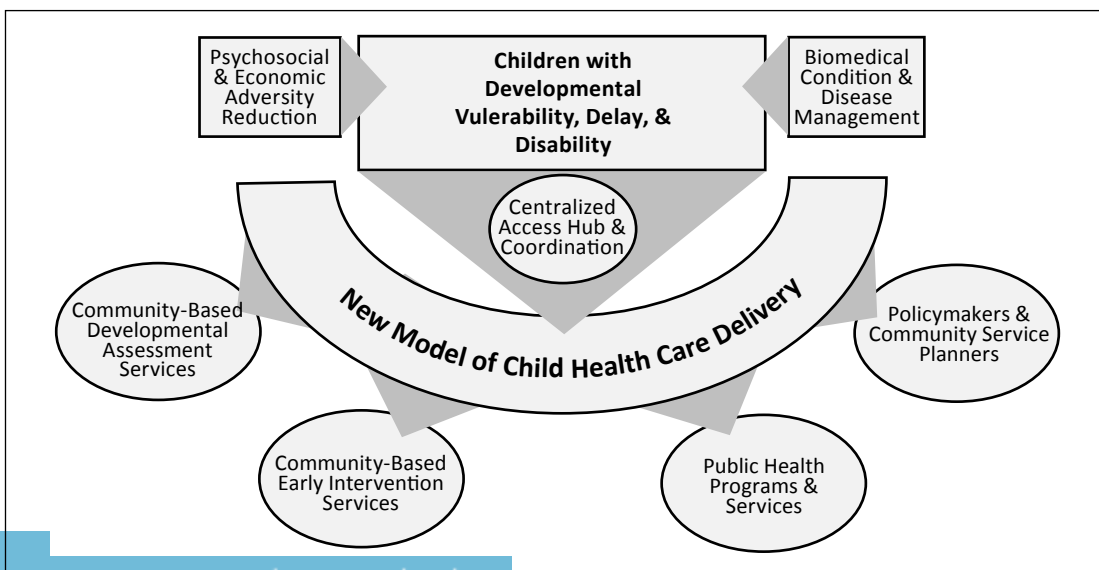 Psychosocial
& Economic
Adversity
Reduction
Children with
Developmental
Vulerability, Delay, &
Disability
Biomedical
Condition &
Disease
Management
Centralized
Access Hub &
Coordination
New Model of Child Health Care Delivery
Community-Based
Developmental
Assessment
Services
Policymakers &
Community Service
Planners
Community-Based
Early Intervention
Services
Public Health
Programs &
Services